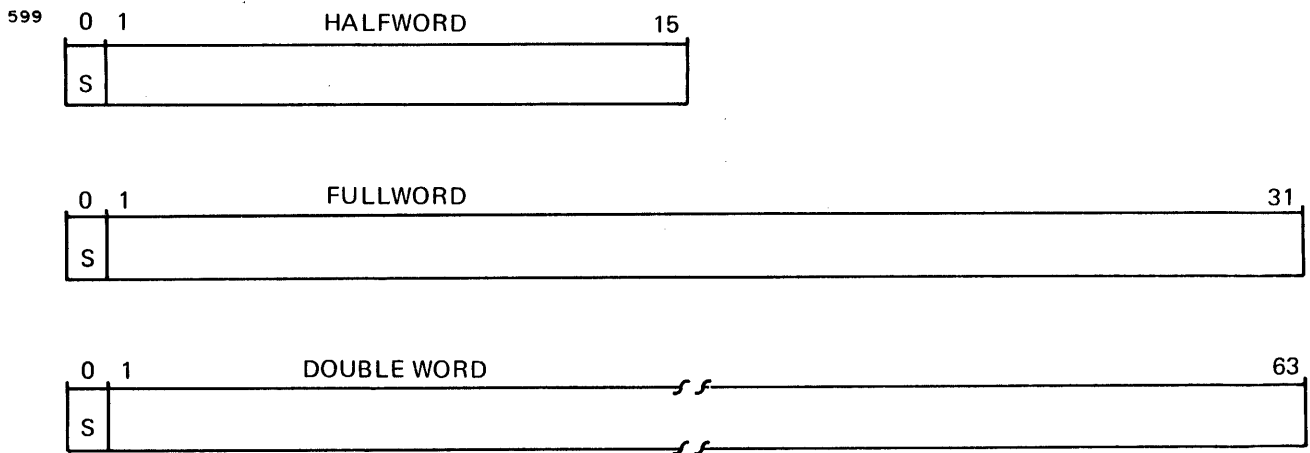 599 0 1 HALFWORD 15
S
0 1 FULLWORD 31
S
0 1 DOUBLE WORD 63
S